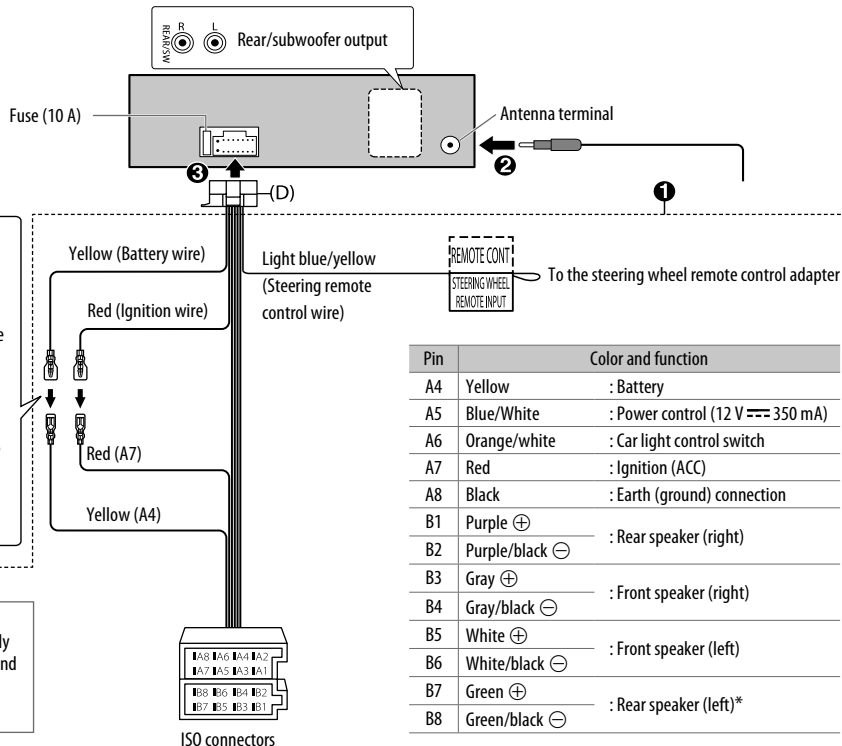 R L
REAR/SW
Rear/subwoofer output
Fuse (10 A)
Antenna terminal
❷
❸
❶
(D)
Yellow (Battery wire)
Light blue/yellow
(Steering remote
control wire)
REMOTE CONT
STEERING WHEEL
REMOTE INPUT
To the steering wheel remote control adapter
Red (Ignition wire)
e
Red (A7)
Yellow (A4)
ly
nd
Pin Color and function
A4 Yellow : Battery
A5 Blue/White : Power control (12 V ⎓ 350 mA)
A6 Orange/white : Car light control switch
A7 Red : Ignition (ACC)
A8 Black : Earth (ground) connection
B1 Purple ⊕
: Rear speaker (right)
B2 Purple/black ⊖
B3 Gray ⊕
: Front speaker (right)
B4 Gray/black ⊖
B5 White ⊕
: Front speaker (left)
B6 White/black ⊖
B7 Green ⊕
: Rear speaker (left)*
B8 Green/black ⊖
A8 A6 A4 A2
A7 A5 A3 A1
B8 B6 B4 B2
B7 B5 B3 B1
ISO connectors